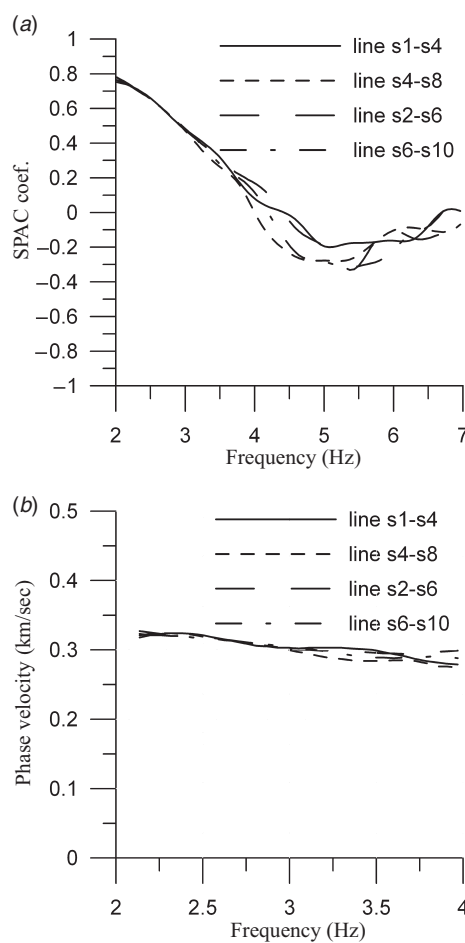 (a)
line s1-s4
line s4-s8
line s2-s6
line s6-s10
1
0.8
0.6
0.4
0.2
0
−0.2
−0.4
−0.6
−0.8
−1
SPAC coef.
2 3 4 5 6 7
Frequency (Hz)
(b)
line s1-s4
line s4-s8
line s2-s6
line s6-s10
0.5
0.4
0.3
0.2
0.1
0
Phase velocity (km/sec)
2 2.5 3 3.5 4
Frequency (Hz)